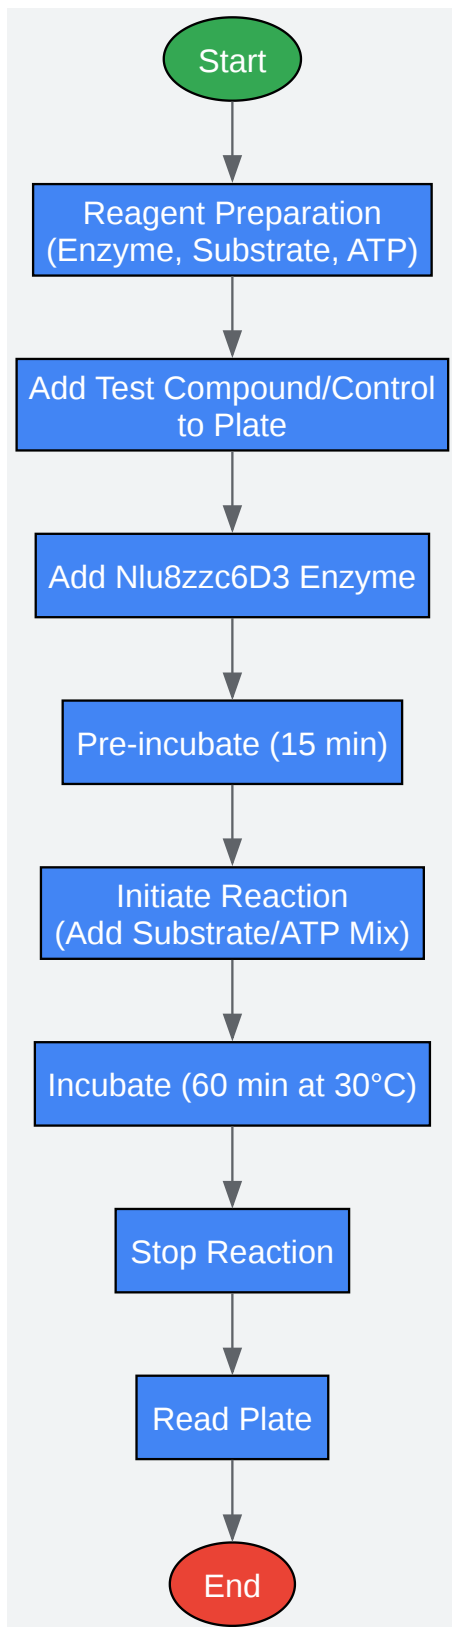 Start
Reagent Preparation
(Enzyme, Substrate, ATP)
Add Test Compound/Control
to Plate
Add Nlu8zzc6D3 Enzyme
Pre-incubate (15 min)
Initiate Reaction
(Add Substrate/ATP Mix)
Incubate (60 min at 30°C)
Stop Reaction
Read Plate
End